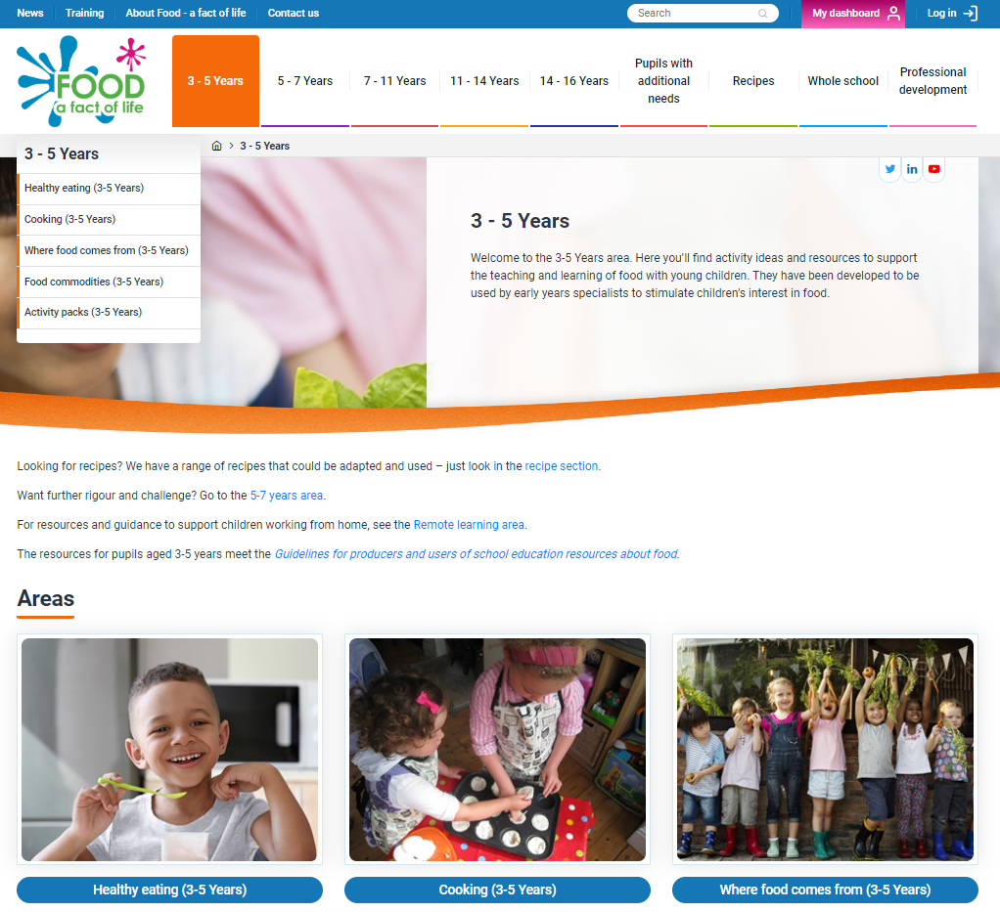 News Training About Food - a fact of life Contact us Search My dashboard Log in
FOOD
a fact of life
3 - 5 Years
5 - 7 Years
7 - 11 Years
11 - 14 Years
14 - 16 Years
Pupils with
additional
needs
Recipes
Whole school
Professional
development
3 - 5 Years
3 - 5 Years
Healthy eating (3-5 Years)
Cooking (3-5 Years)
Where food comes from (3-5 Years)
Food commodities (3-5 Years)
Activity packs (3-5 Years)
3 - 5 Years
Welcome to the 3-5 Years area. Here you’ll find activity ideas and resources to support
the teaching and learning of food with young children. They have been developed to be
used by early years specialists to stimulate children’s interest in food.
Looking for recipes? We have a range of recipes that could be adapted and used – just look in the recipe section.
Want further rigour and challenge? Go to the 5-7 years area.
For resources and guidance to support children working from home, see the Remote learning area.
The resources for pupils aged 3-5 years meet the Guidelines for producers and users of school education resources about food.
Areas
Healthy eating (3-5 Years)
Cooking (3-5 Years)
Where food comes from (3-5 Years)